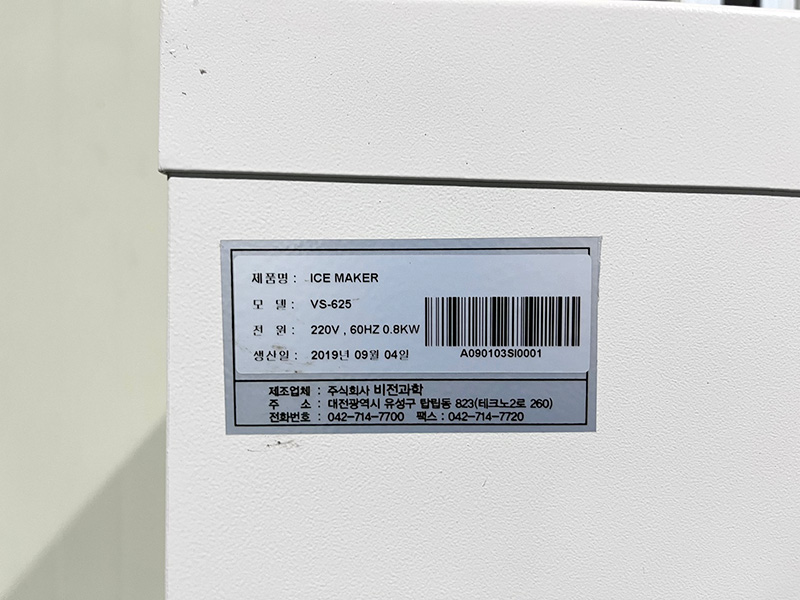 제품명 : ICE MAKER
모 델 : VS-625
전 원 : 220V , 60HZ 0.8KW
생산일 : 2019년 09월 04일
A090103SI0001
제조업체 : 주식회사 비전과학
주 소 : 대전광역시 유성구 탑립동 823(테크노2로 260)
전화번호 : 042-714-7700 팩스 : 042-714-7720